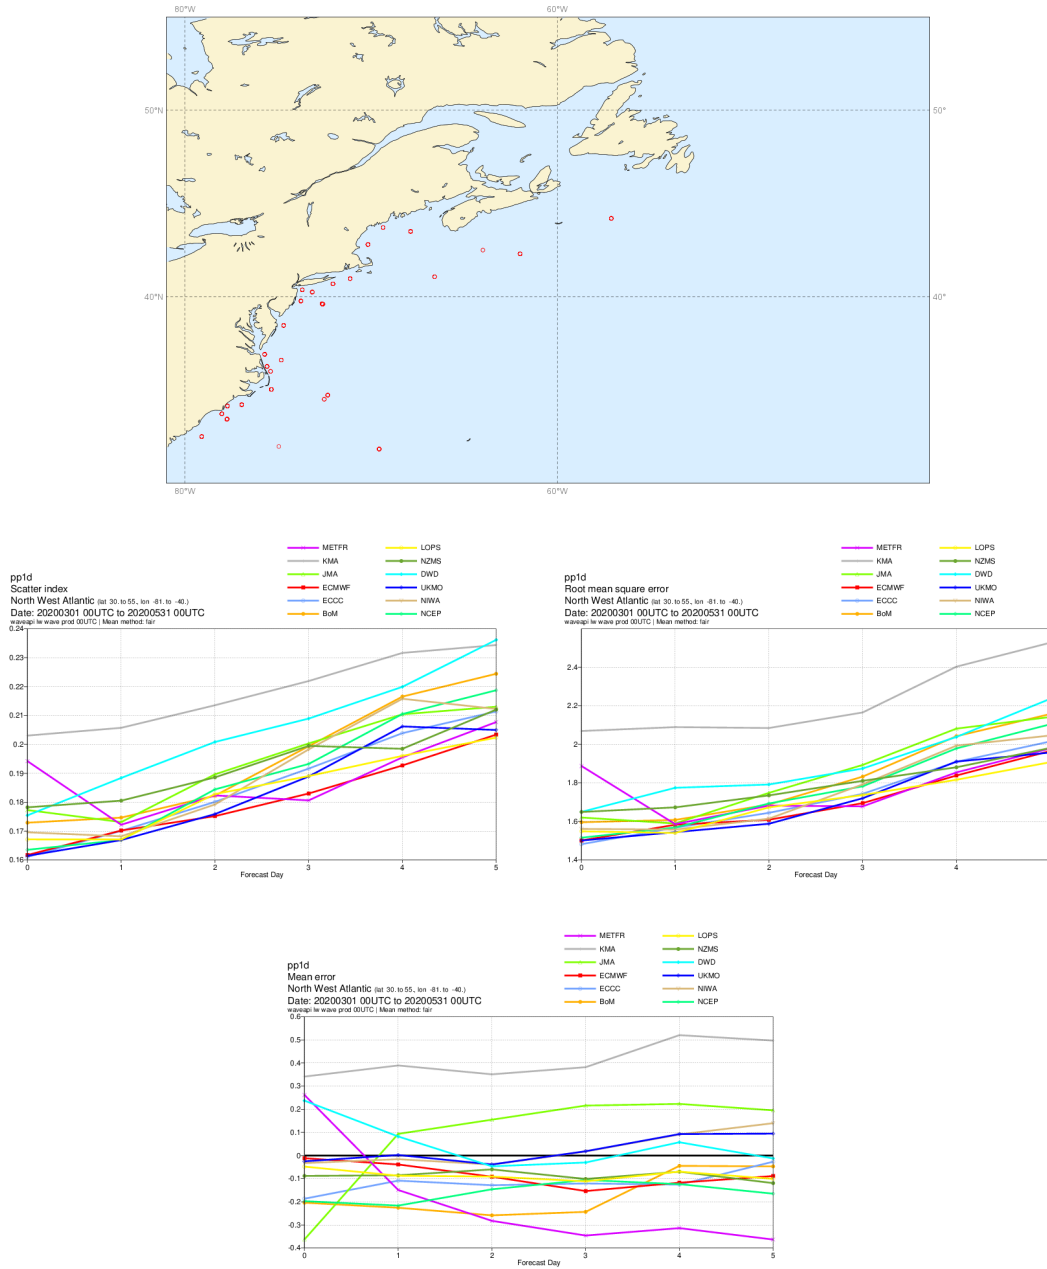 80°W 60°W
50°N 50°
40°N 40°
80°W 60°W
METFR LOPS
KMA NZMS
JMA DWD
ECMWF UKMO
ECCC NIWA
BoM NCEP
pp1d
Scatter index
North West Atlantic (lat 30. to 55., lon -81. to -40.)
Date: 20200301 00UTC to 20200531 00UTC
waveapi lw wave prod 00UTC | Mean method: fair
0.24
0.23
0.22
0.21
0.2
0.19
0.18
0.17
0.16
0 1 2 3 4 5
Forecast Day
METFR LOPS
KMA NZMS
JMA DWD
ECMWF UKMO
ECCC NIWA
BoM NCEP
pp1d
Root mean square error
North West Atlantic (lat 30. to 55., lon -81. to -40.)
Date: 20200301 00UTC to 20200531 00UTC
waveapi lw wave prod 00UTC | Mean method: fair
2.4
2.2
2
1.8
1.6
1.4
0 1 2 3 4
Forecast Day
METFR LOPS
KMA NZMS
JMA DWD
ECMWF UKMO
ECCC NIWA
BoM NCEP
pp1d
Mean error
North West Atlantic (lat 30. to 55., lon -81. to -40.)
Date: 20200301 00UTC to 20200531 00UTC
waveapi lw wave prod 00UTC | Mean method: fair
0.6
0.5
0.4
0.3
0.2
0.1
0
-0.1
-0.2
-0.3
-0.4
0 1 2 3 4 5
Forecast Day